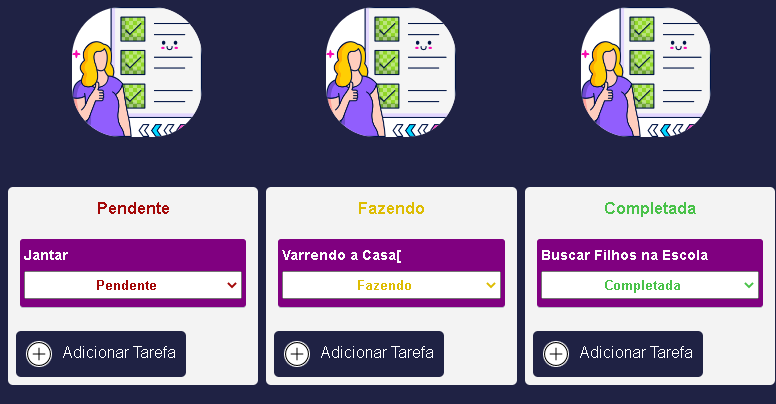 Pendente
Jantar
Pendente
Adicionar Tarefa
Fazendo
Varrendo a Casa[
Fazendo
Adicionar Tarefa
Completada
Buscar Filhos na Escola
Completada
Adicionar Tarefa